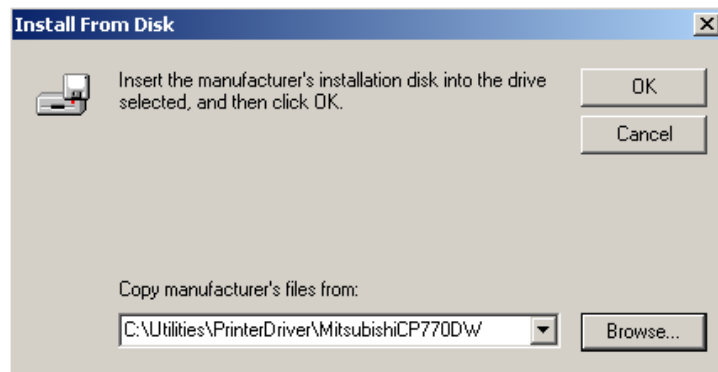 Install From Disk
Insert the manufacturer's installation disk into the drive
selected, and then click OK.
OK
Cancel
Copy manufacturer's files from:
C:\Utilities\PrinterDriver\MitsubishiCP770DW
Browse...